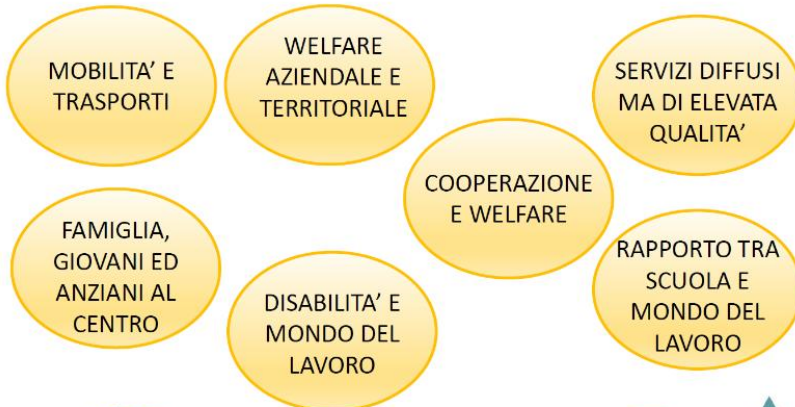 MOBILITA’ E
TRASPORTI
WELFARE
AZIENDALE E
TERRITORIALE
SERVIZI DIFFUSI
MA DI ELEVATA
QUALITA’
COOPERAZIONE
E WELFARE
FAMIGLIA,
GIOVANI ED
ANZIANI AL
CENTRO
DISABILITA’ E
MONDO DEL
LAVORO
RAPPORTO TRA
SCUOLA E
MONDO DEL
LAVORO